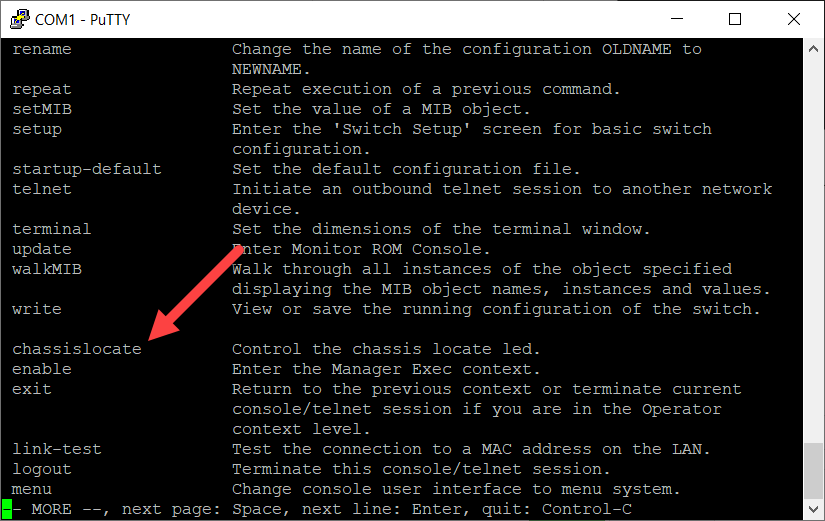 COM1 - PuTTY
rename Change the name of the configuration OLDNAME to
NEWNAME.
repeat Repeat execution of a previous command.
setMIB Set the value of a MIB object.
setup Enter the 'Switch Setup' screen for basic switch
configuration.
startup-default Set the default configuration file.
telnet Initiate an outbound telnet session to another network
device.
terminal Set the dimensions of the terminal window.
update Enter Monitor ROM Console.
walkMIB Walk through all instances of the object specified
displaying the MIB object names, instances and values.
write View or save the running configuration of the switch.
chassislocate Control the chassis locate led.
enable Enter the Manager Exec context.
exit Return to the previous context or terminate current
console/telnet session if you are in the Operator
context level.
link-test Test the connection to a MAC address on the LAN.
logout Terminate this console/telnet session.
menu Change console user interface to menu system.
-- MORE --, next page: Space, next line: Enter, quit: Control-C